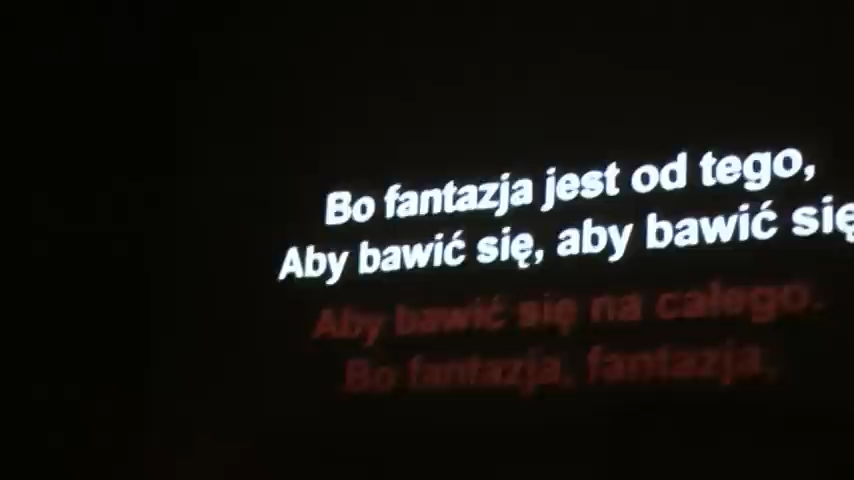 Bo fantazja jest od tego,
Aby bawić się, aby bawić się
Aby bawić się na całego.
Bo fantazja, fantazja,